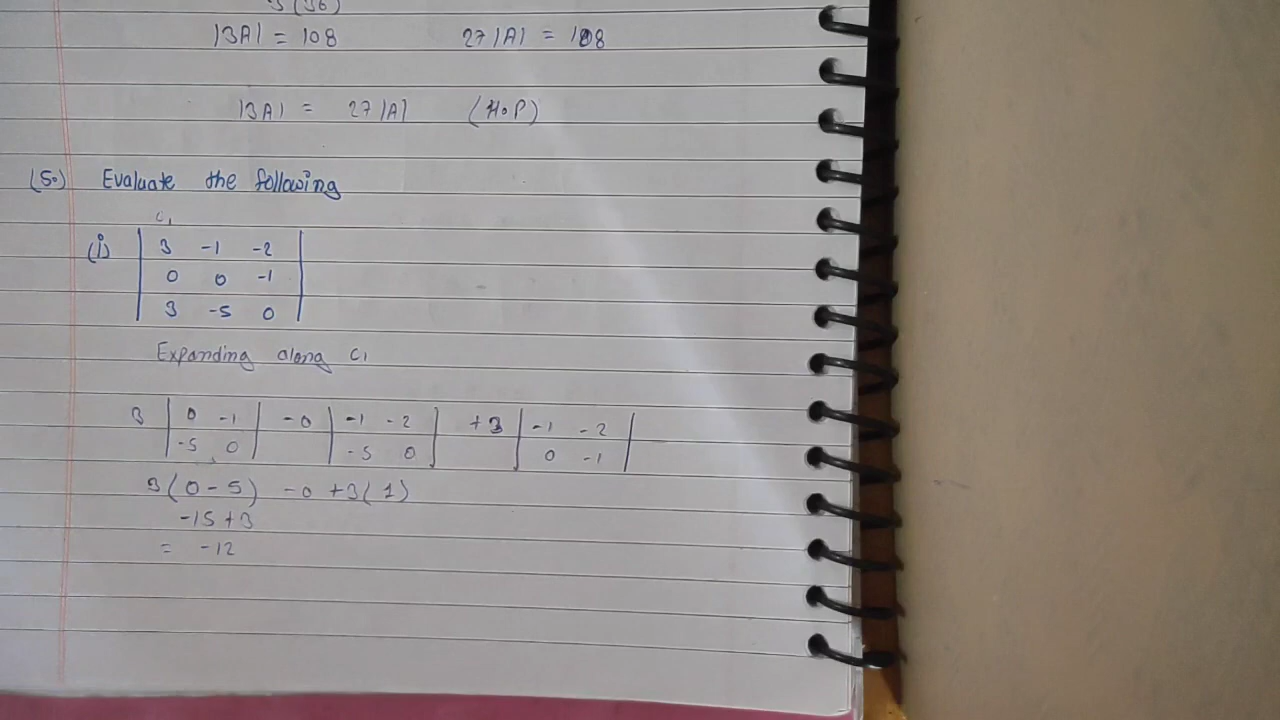 3(36)
|3A| = 108 27|A| = 108
|3A| = 27|A| (H.P)
(5.) Evaluate the following
C₁
(i) | 3 -1 -2 |
| 0 0 -1 |
| 3 -5 0 |
Expanding along C₁
3 | 0 -1 | -0 | -1 -2 | +3 | -1 -2 |
| -5 0 | | -5 0 | | 0 -1 |
3(0-5) -0 +3(1)
-15 +3
= -12